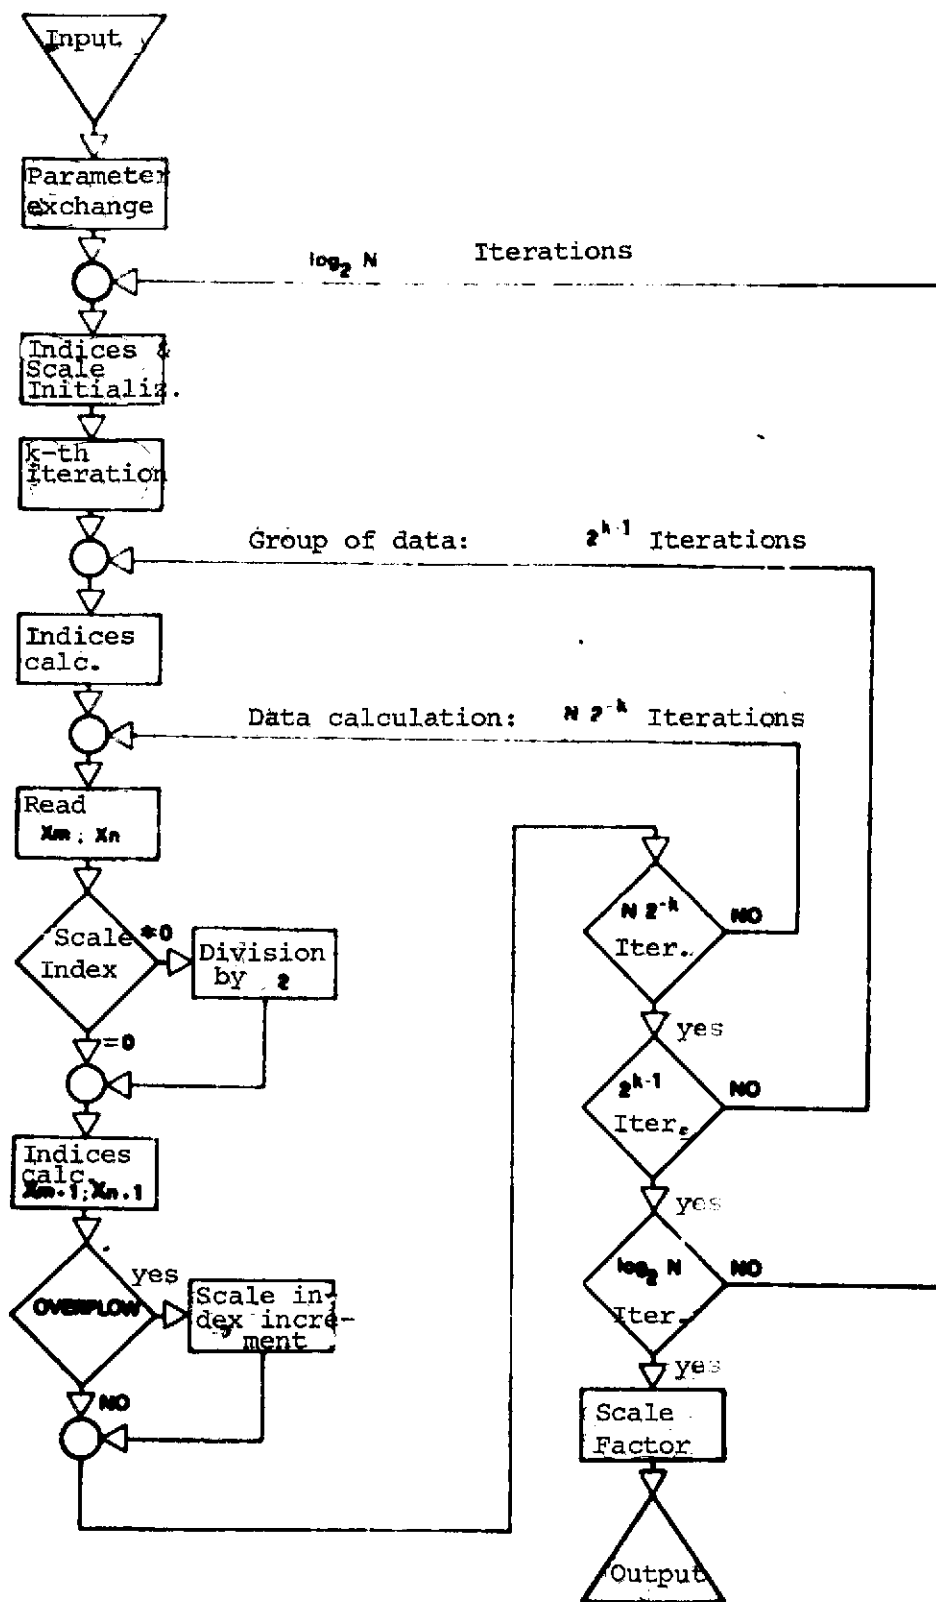 Input
Parameter
exchange
log₂ N Iterations
Indices &
Scale
Initializ.
k-th
iteration
Group of data: 2^k-1 Iterations
Indices
calc.
Data calculation: N 2^-k Iterations
Read
Xm ; Xn
Scale
Index
≠0
Division
by 2
=0
Indices
calc.
Xm+1; Xn+1
OVERFLOW
yes
Scale in-
dex incre-
ment
NO
N 2^-k
Iter.
NO
yes
2^k-1
Iter.
NO
yes
log₂ N
Iter.
NO
yes
Scale
Factor
Output